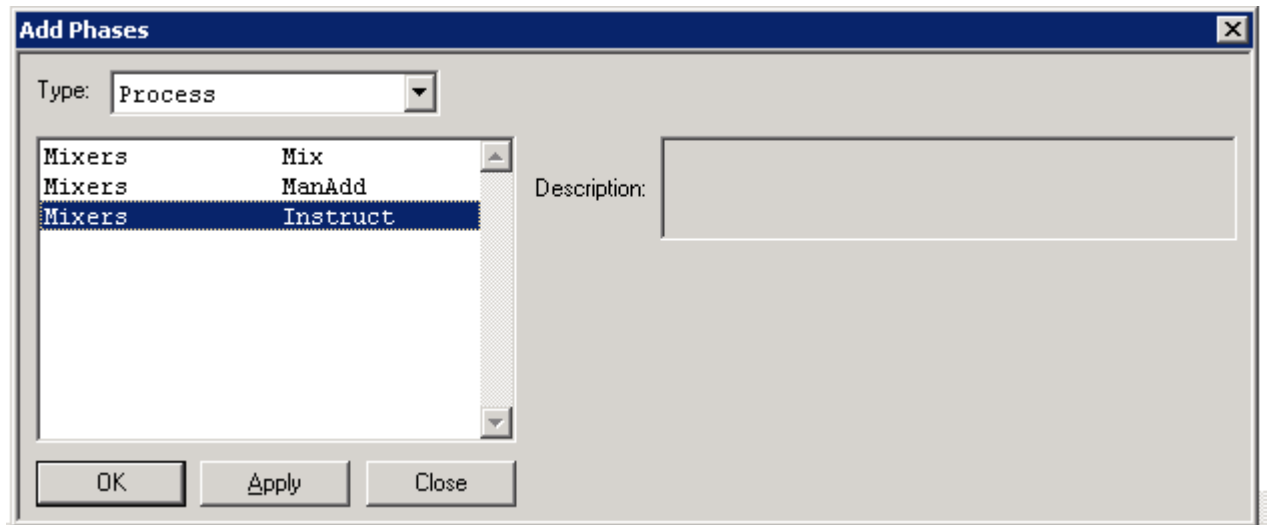 Add Phases
Type: Process
Mixers Mix
Mixers ManAdd
Mixers Instruct
Description:
OK Apply Close